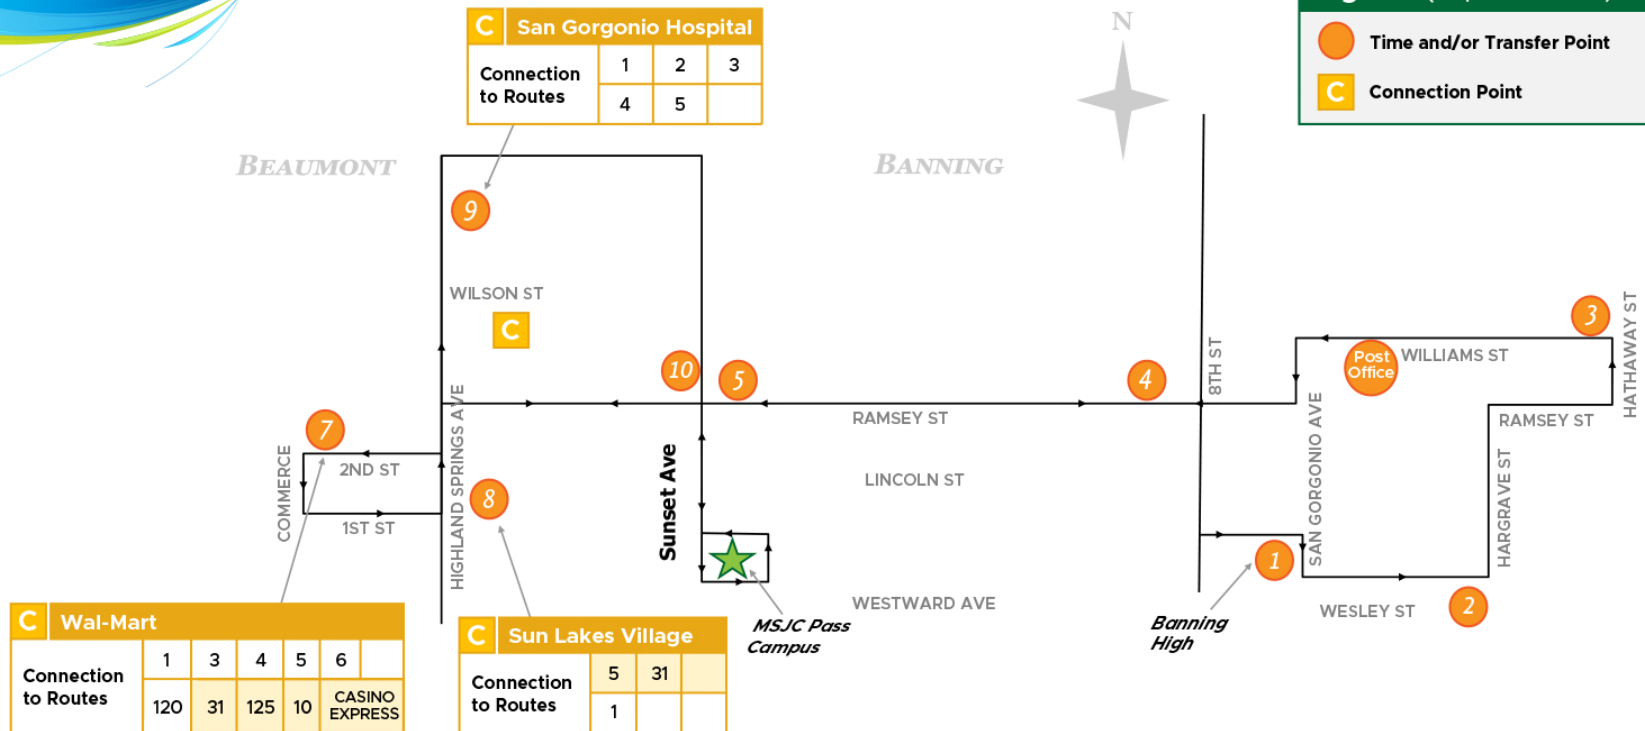 C San Gorgonio Hospital
Connection
to Routes
1 2 3
4 5
N
Time and/or Transfer Point
C Connection Point
BEAUMONT
BANNING
9
WILSON ST
C
10
5
4
8TH ST
3
HATHAWAY ST
Post
Office
WILLIAMS ST
RAMSEY ST
RAMSEY ST
7
2ND ST
COMMERCE
1ST ST
HIGHLAND SPRINGS AVE
8
Sunset Ave
LINCOLN ST
SAN GORGONIO AVE
HARGRAVE ST
1
2
WESLEY ST
WESTWARD AVE
MSJC Pass
Campus
Banning
High
C Wal-Mart
Connection
to Routes
1 3 4 5 6
120 31 125 10 CASINO
EXPRESS
C Sun Lakes Village
Connection
to Routes
5 31
1